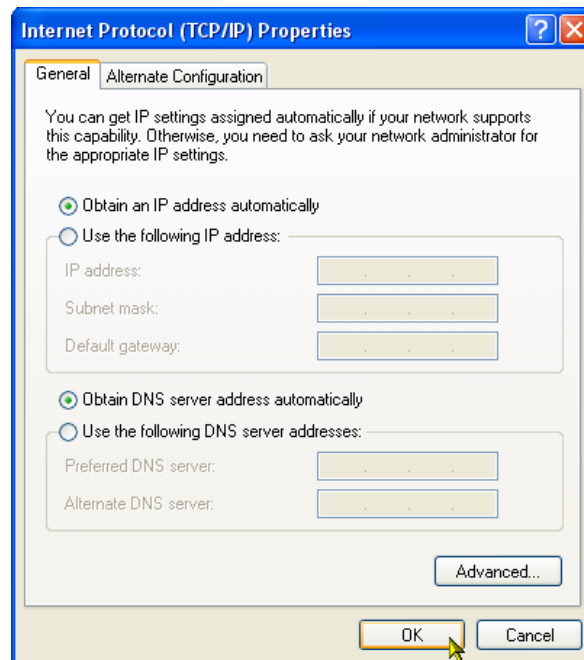 Internet Protocol (TCP/IP) Properties
?
General
Alternate Configuration
You can get IP settings assigned automatically if your network supports
this capability. Otherwise, you need to ask your network administrator for
the appropriate IP settings.
Obtain an IP address automatically
Use the following IP address:
IP address:
Subnet mask:
Default gateway:
Obtain DNS server address automatically
Use the following DNS server addresses:
Preferred DNS server:
Alternate DNS server:
Advanced...
OK
Cancel